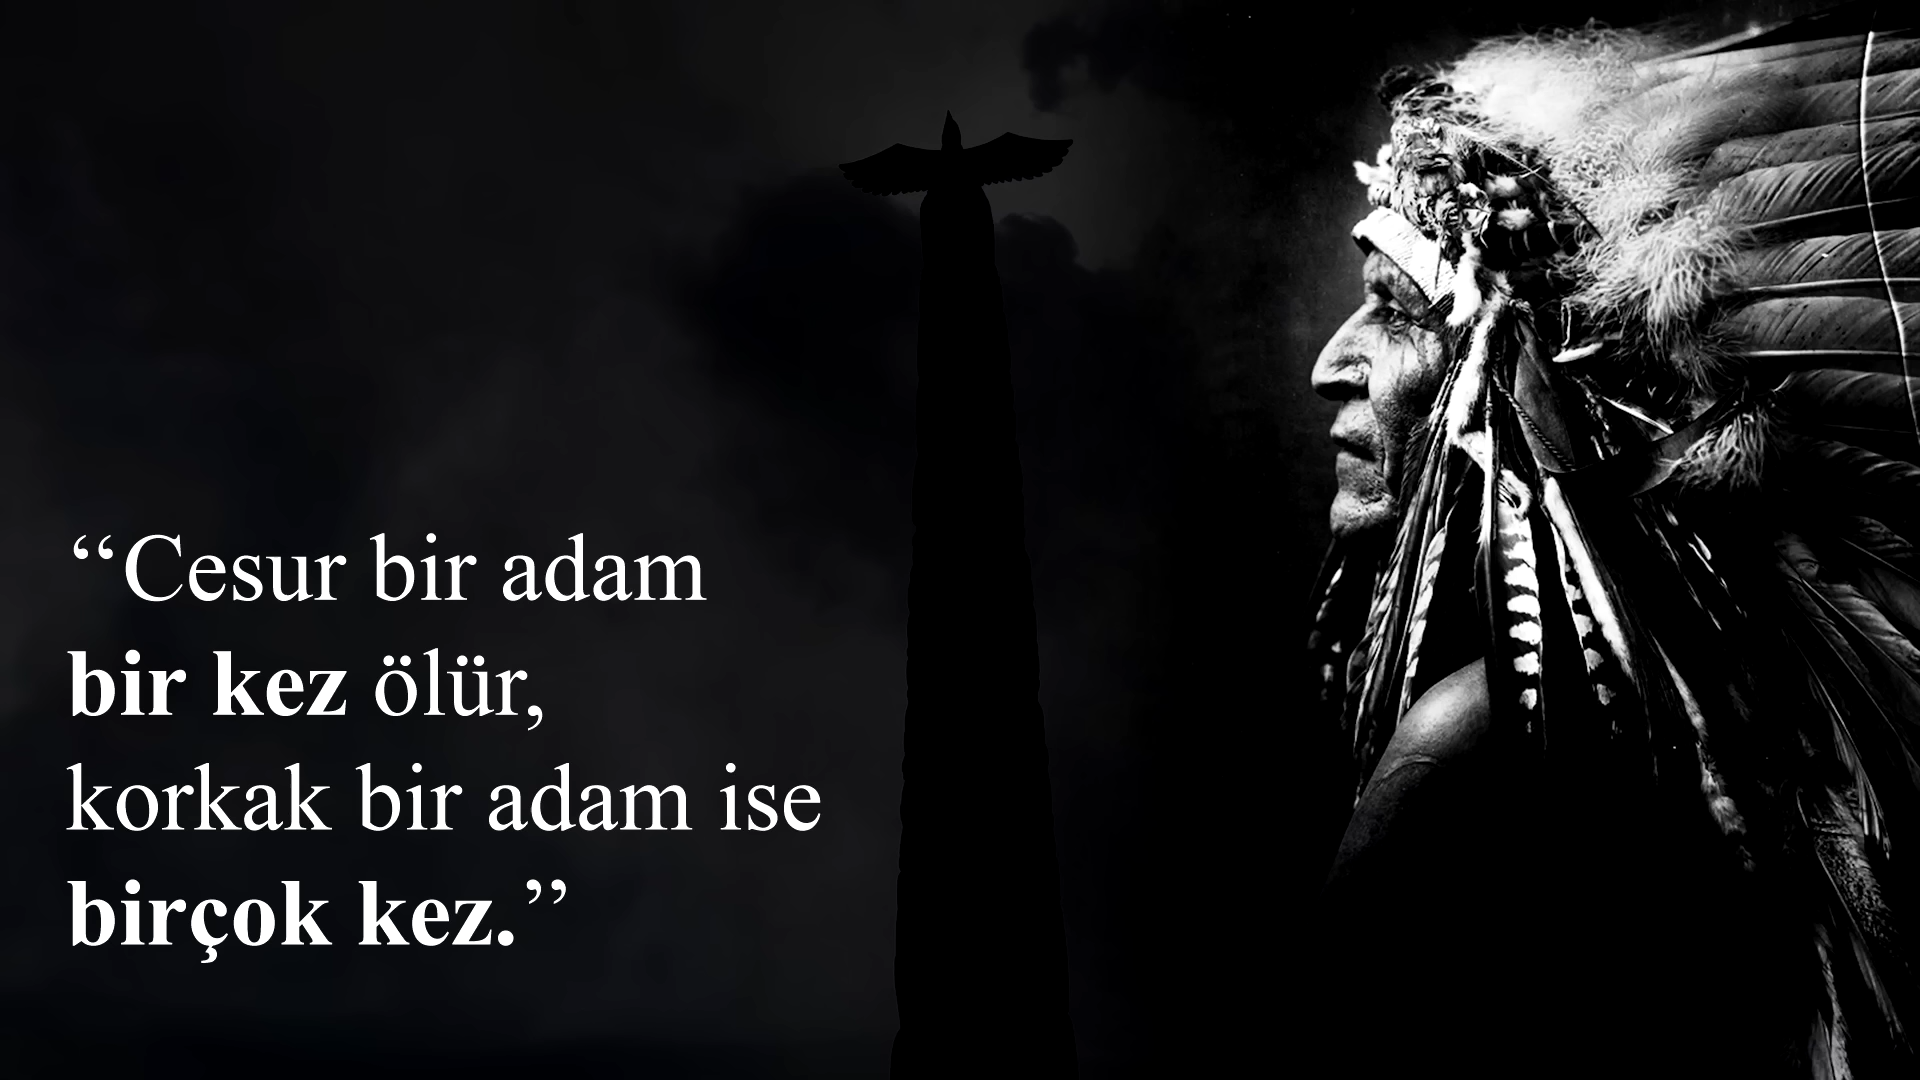 “Cesur bir adam
bir kez ölür,
korkak bir adam ise
birçok kez.”